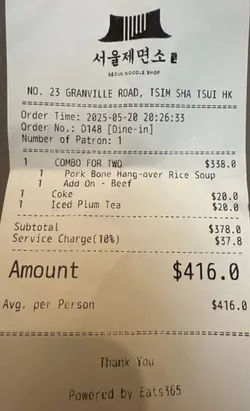 서울제면소
SEOUL NOODLE SHOP
NO. 23 GRANVILLE ROAD, TSIM SHA TSUI HK
Order Time: 2025-05-20 20:26:33
Order No.: D148 [Dine-in]
Number of Patron: 1
1 COMBO FOR TWO $338.0
1 Pork Bone Hang-over Rice Soup
1 Add On - Beef
1 Coke $20.0
1 Iced Plum Tea $20.0
Subtotal $378.0
Service Charge(10%) $37.8
Amount $416.0
Avg. per Person $416.0
Thank You
Powered by Eats365